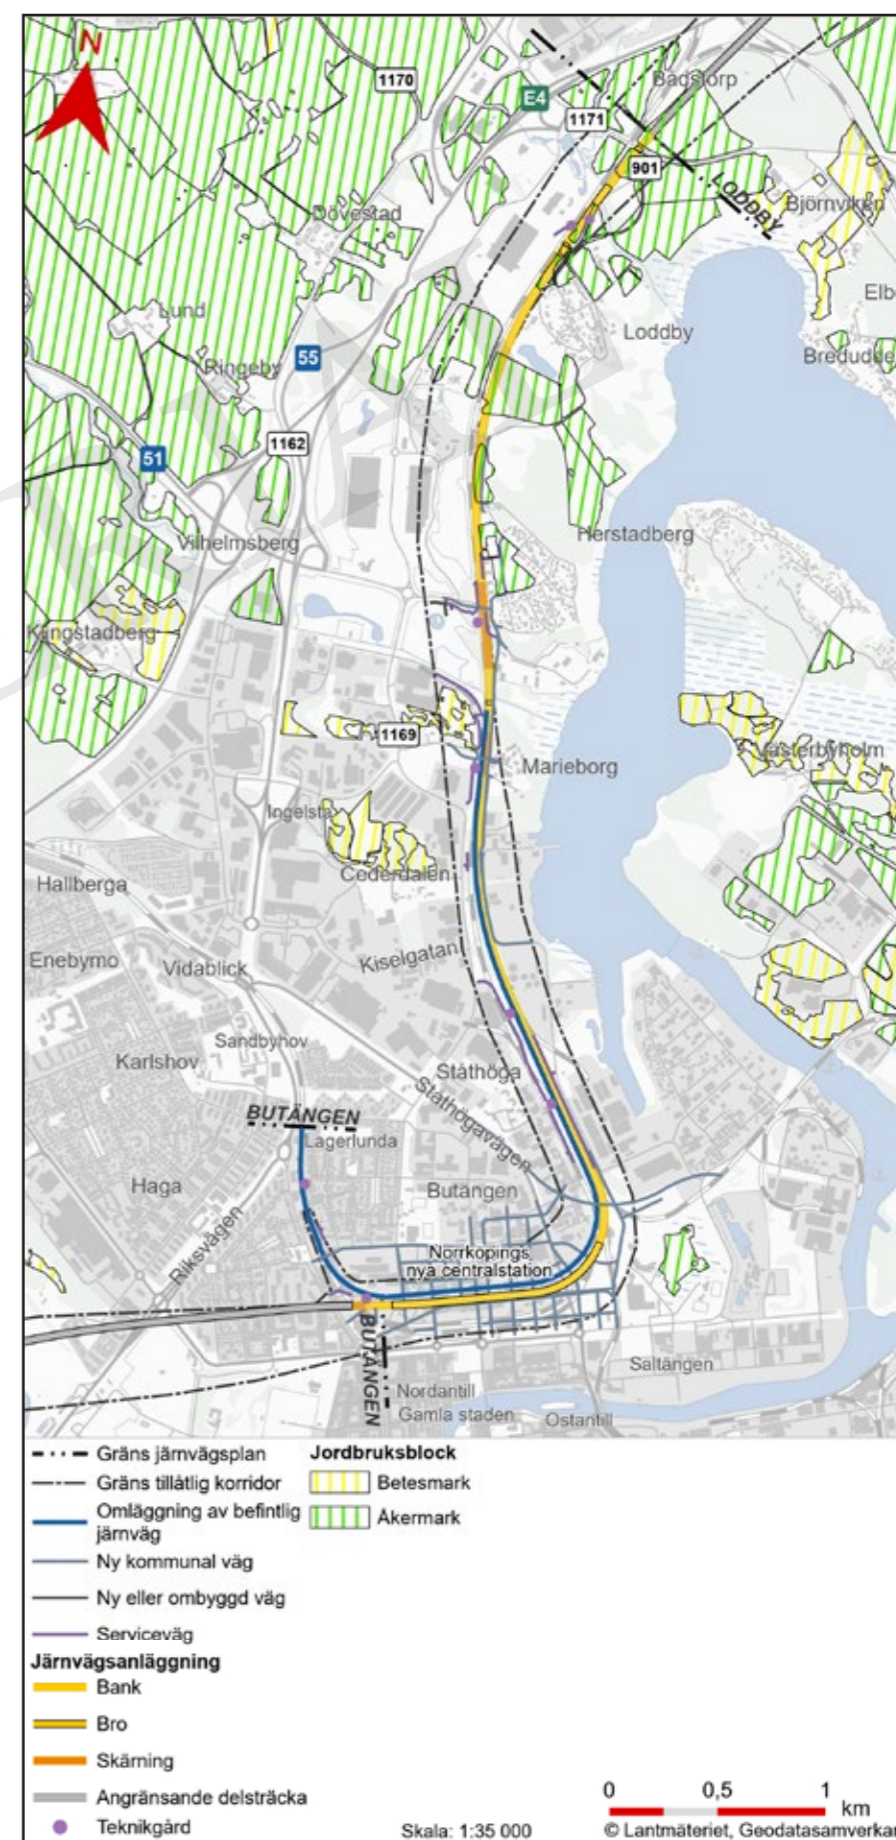 N
1170
E4
1171
Badstorp
901
LODDBY
Björnviken
Dövestad
Elb
Lund
Loddby
55
Ringeby
1162
51
Herstadberg
Vilhelmsberg
Kungstadberg
1169
Västerbyholm
Marieborg
Ingelsta
Cederdalen
Hallberga
Kiselgatan
Enebymo
Vidablick
Sandbyhov
Karlshov
Ståthöga
BUTÄNGEN
Ståthögavägen
Lagerlunda
Haga
Butängen
Riksvägen
Norrköpings
nya centralstation
BUTÄNGEN
Saltängen
Nordantill
Gamla staden
Östantill
Gräns järnvägsplan
Jordbruksblock
Gräns tillåtlig korridor
Betesmark
Omläggning av befintlig
järnväg
Åkermark
Ny kommunal väg
Ny eller ombyggd väg
Serviceväg
Järnvägsanläggning
Bank
Bro
Skärning
Angränsande delsträcka
Teknikgård
0 0,5 1
km
Skala: 1:35 000
© Lantmäteriet, Geodatasamverkan